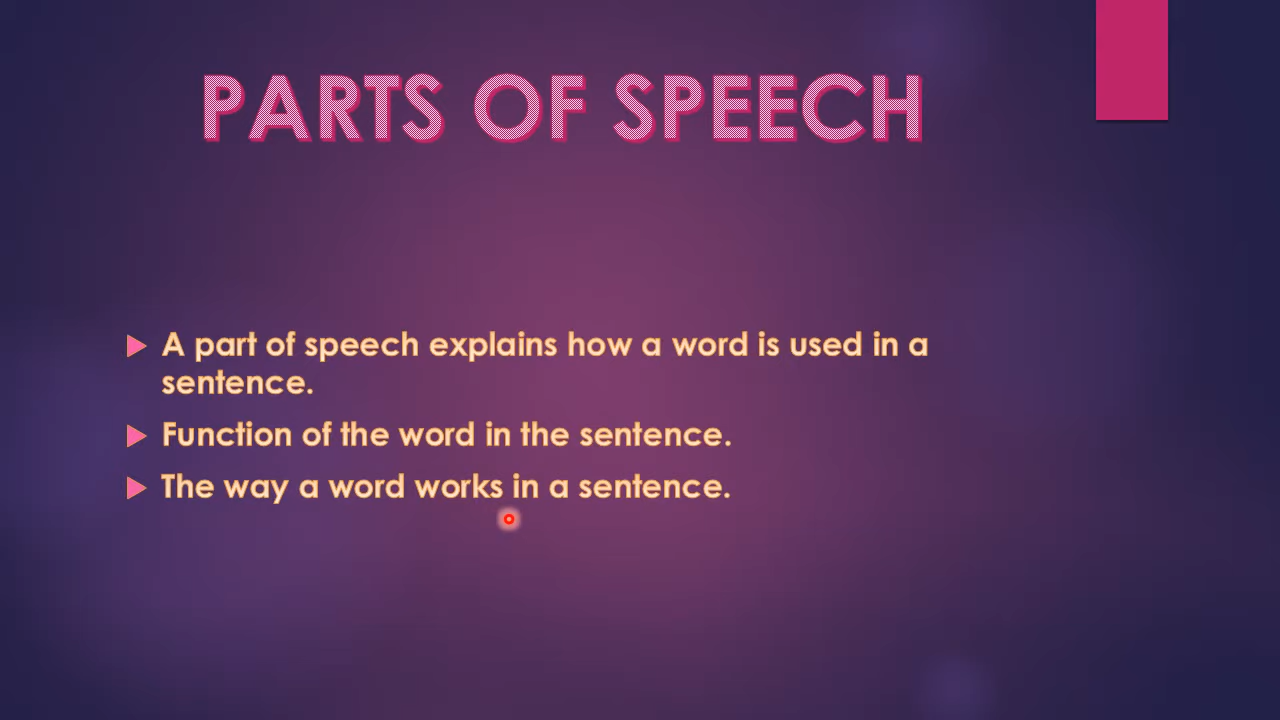 PARTS OF SPEECH
A part of speech explains how a word is used in a
sentence.
Function of the word in the sentence.
The way a word works in a sentence.